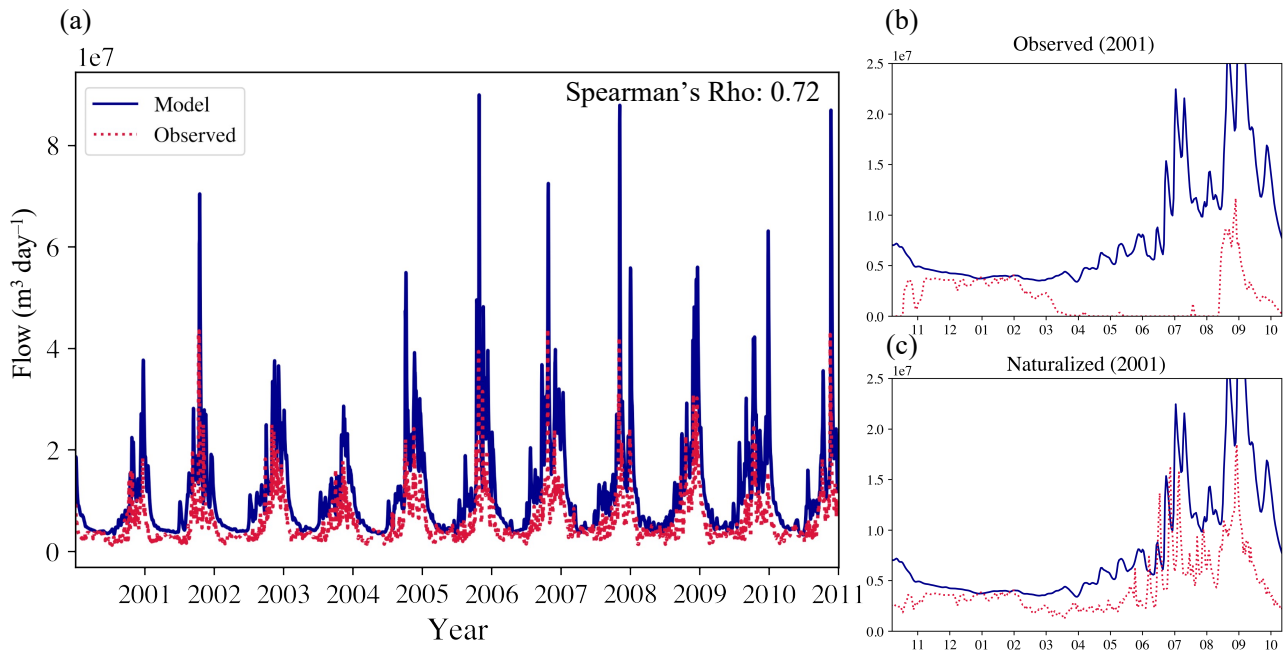 (a)
1e7
Spearman's Rho: 0.72
Model
Observed
8
6
4
2
0
Flow (m³ day⁻¹)
2001 2002 2003 2004 2005 2006 2007 2008 2009 2010 2011
Year
(b)
Observed (2001)
1e7
2.5
2.0
1.5
1.0
0.5
0.0
11 12 01 02 03 04 05 06 07 08 09 10
(c)
Naturalized (2001)
1e7
2.5
2.0
1.5
1.0
0.5
0.0
11 12 01 02 03 04 05 06 07 08 09 10